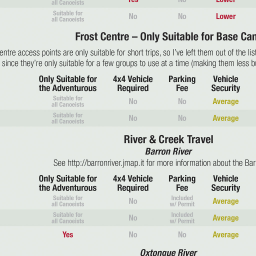 all Canoeists Yes No Lower
Suitable for
all Canoeists No No Lower
Frost Centre – Only Suitable for Base Can
entre access points are only suitable for short trips, so I've left them out of the list
since they're only suitable for a few groups to use at a time (making them less b
Only Suitable for 4x4 Vehicle Parking Vehicle
the Adventurous Required Fee Security
Suitable for
all Canoeists No No Average
Suitable for
all Canoeists No No Average
River & Creek Travel
Barron River
See http://barronriver.jmap.it for more information about the Bar
Only Suitable for 4x4 Vehicle Parking Vehicle
the Adventurous Required Fee Security
Suitable for
all Canoeists No Included
w/ Permit Average
Suitable for
all Canoeists No Included
w/ Permit Average
Yes No No Average
Oxtongue River